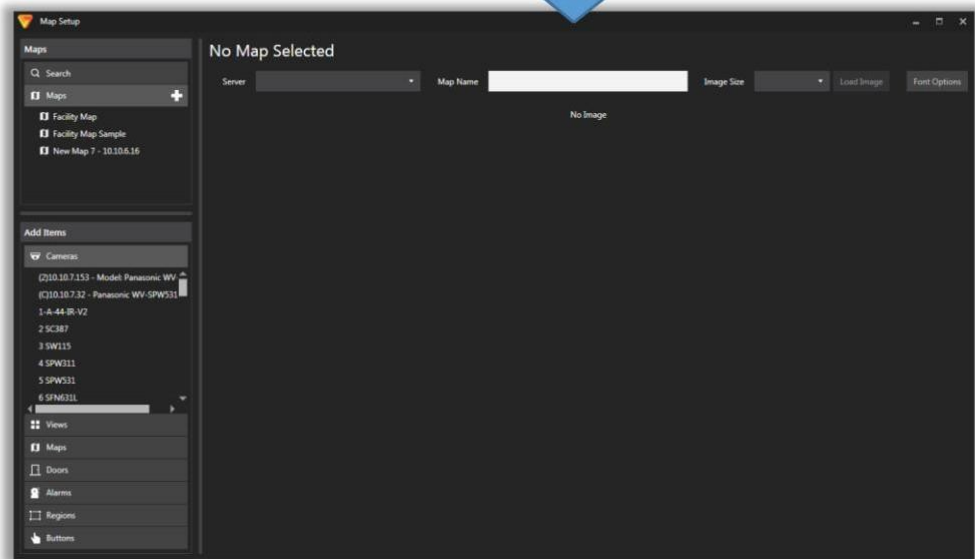 Map Setup
Maps
No Map Selected
Search
Server
Map Name
Image Size
Load Image
Font Options
Maps
No Image
Facility Map
Facility Map Sample
New Map 7 - 10.10.6.16
Add Items
Cameras
(2)10.10.7.153 - Model: Panasonic WV-
(C)10.10.7.32 - Panasonic WV-SPW531
1-A-44-IR-V2
2 SC387
3 SW115
4 SPW311
5 SPW531
6 SFN631L
Views
Maps
Doors
Alarms
Regions
Buttons